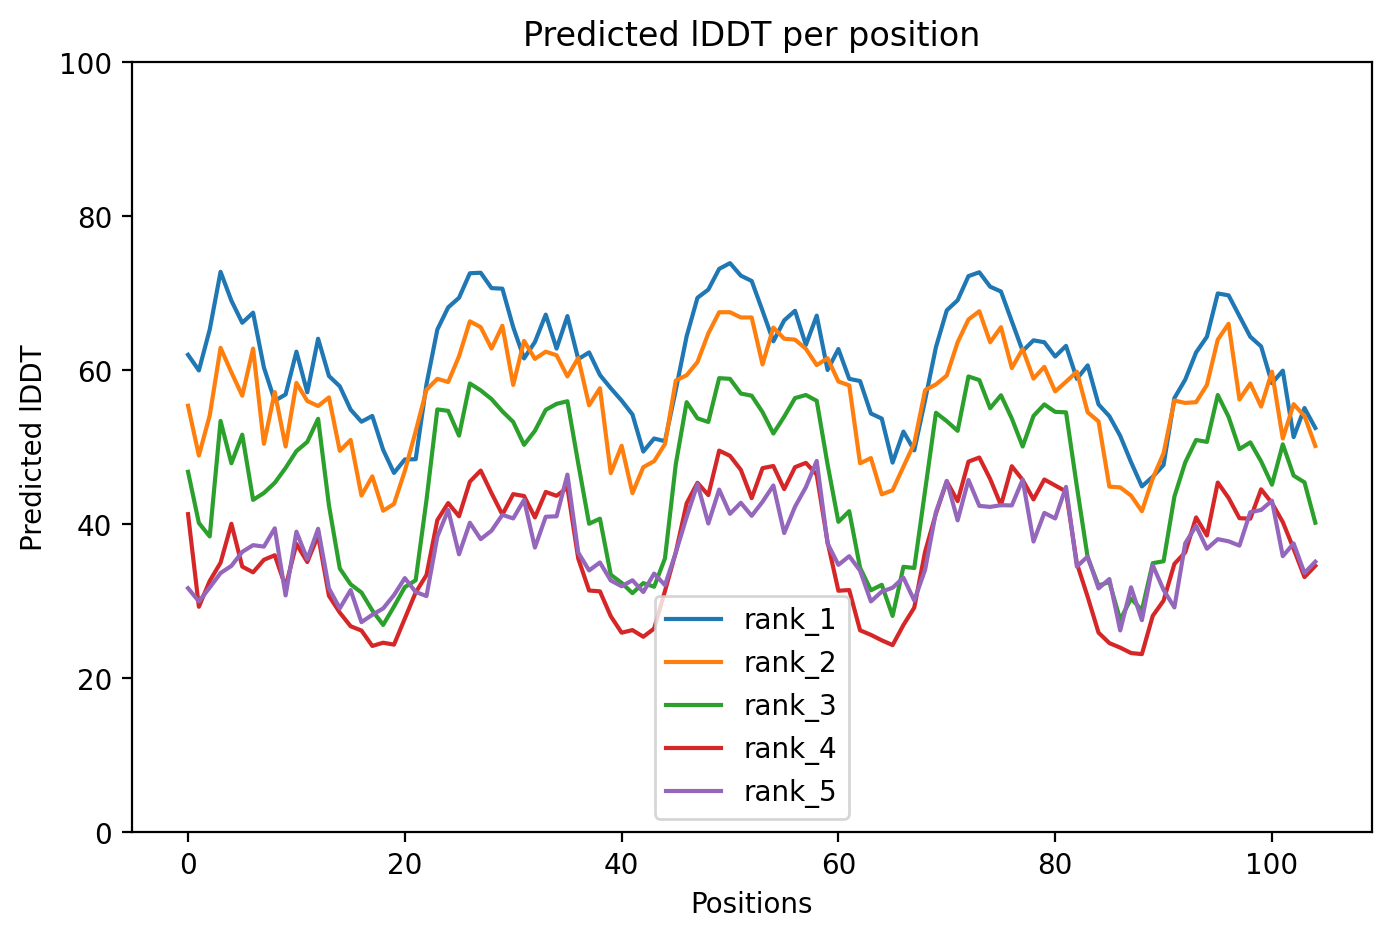 Predicted lDDT per position
Predicted lDDT
100
80
60
40
20
0
rank_1
rank_2
rank_3
rank_4
rank_5
0 20 40 60 80 100
Positions